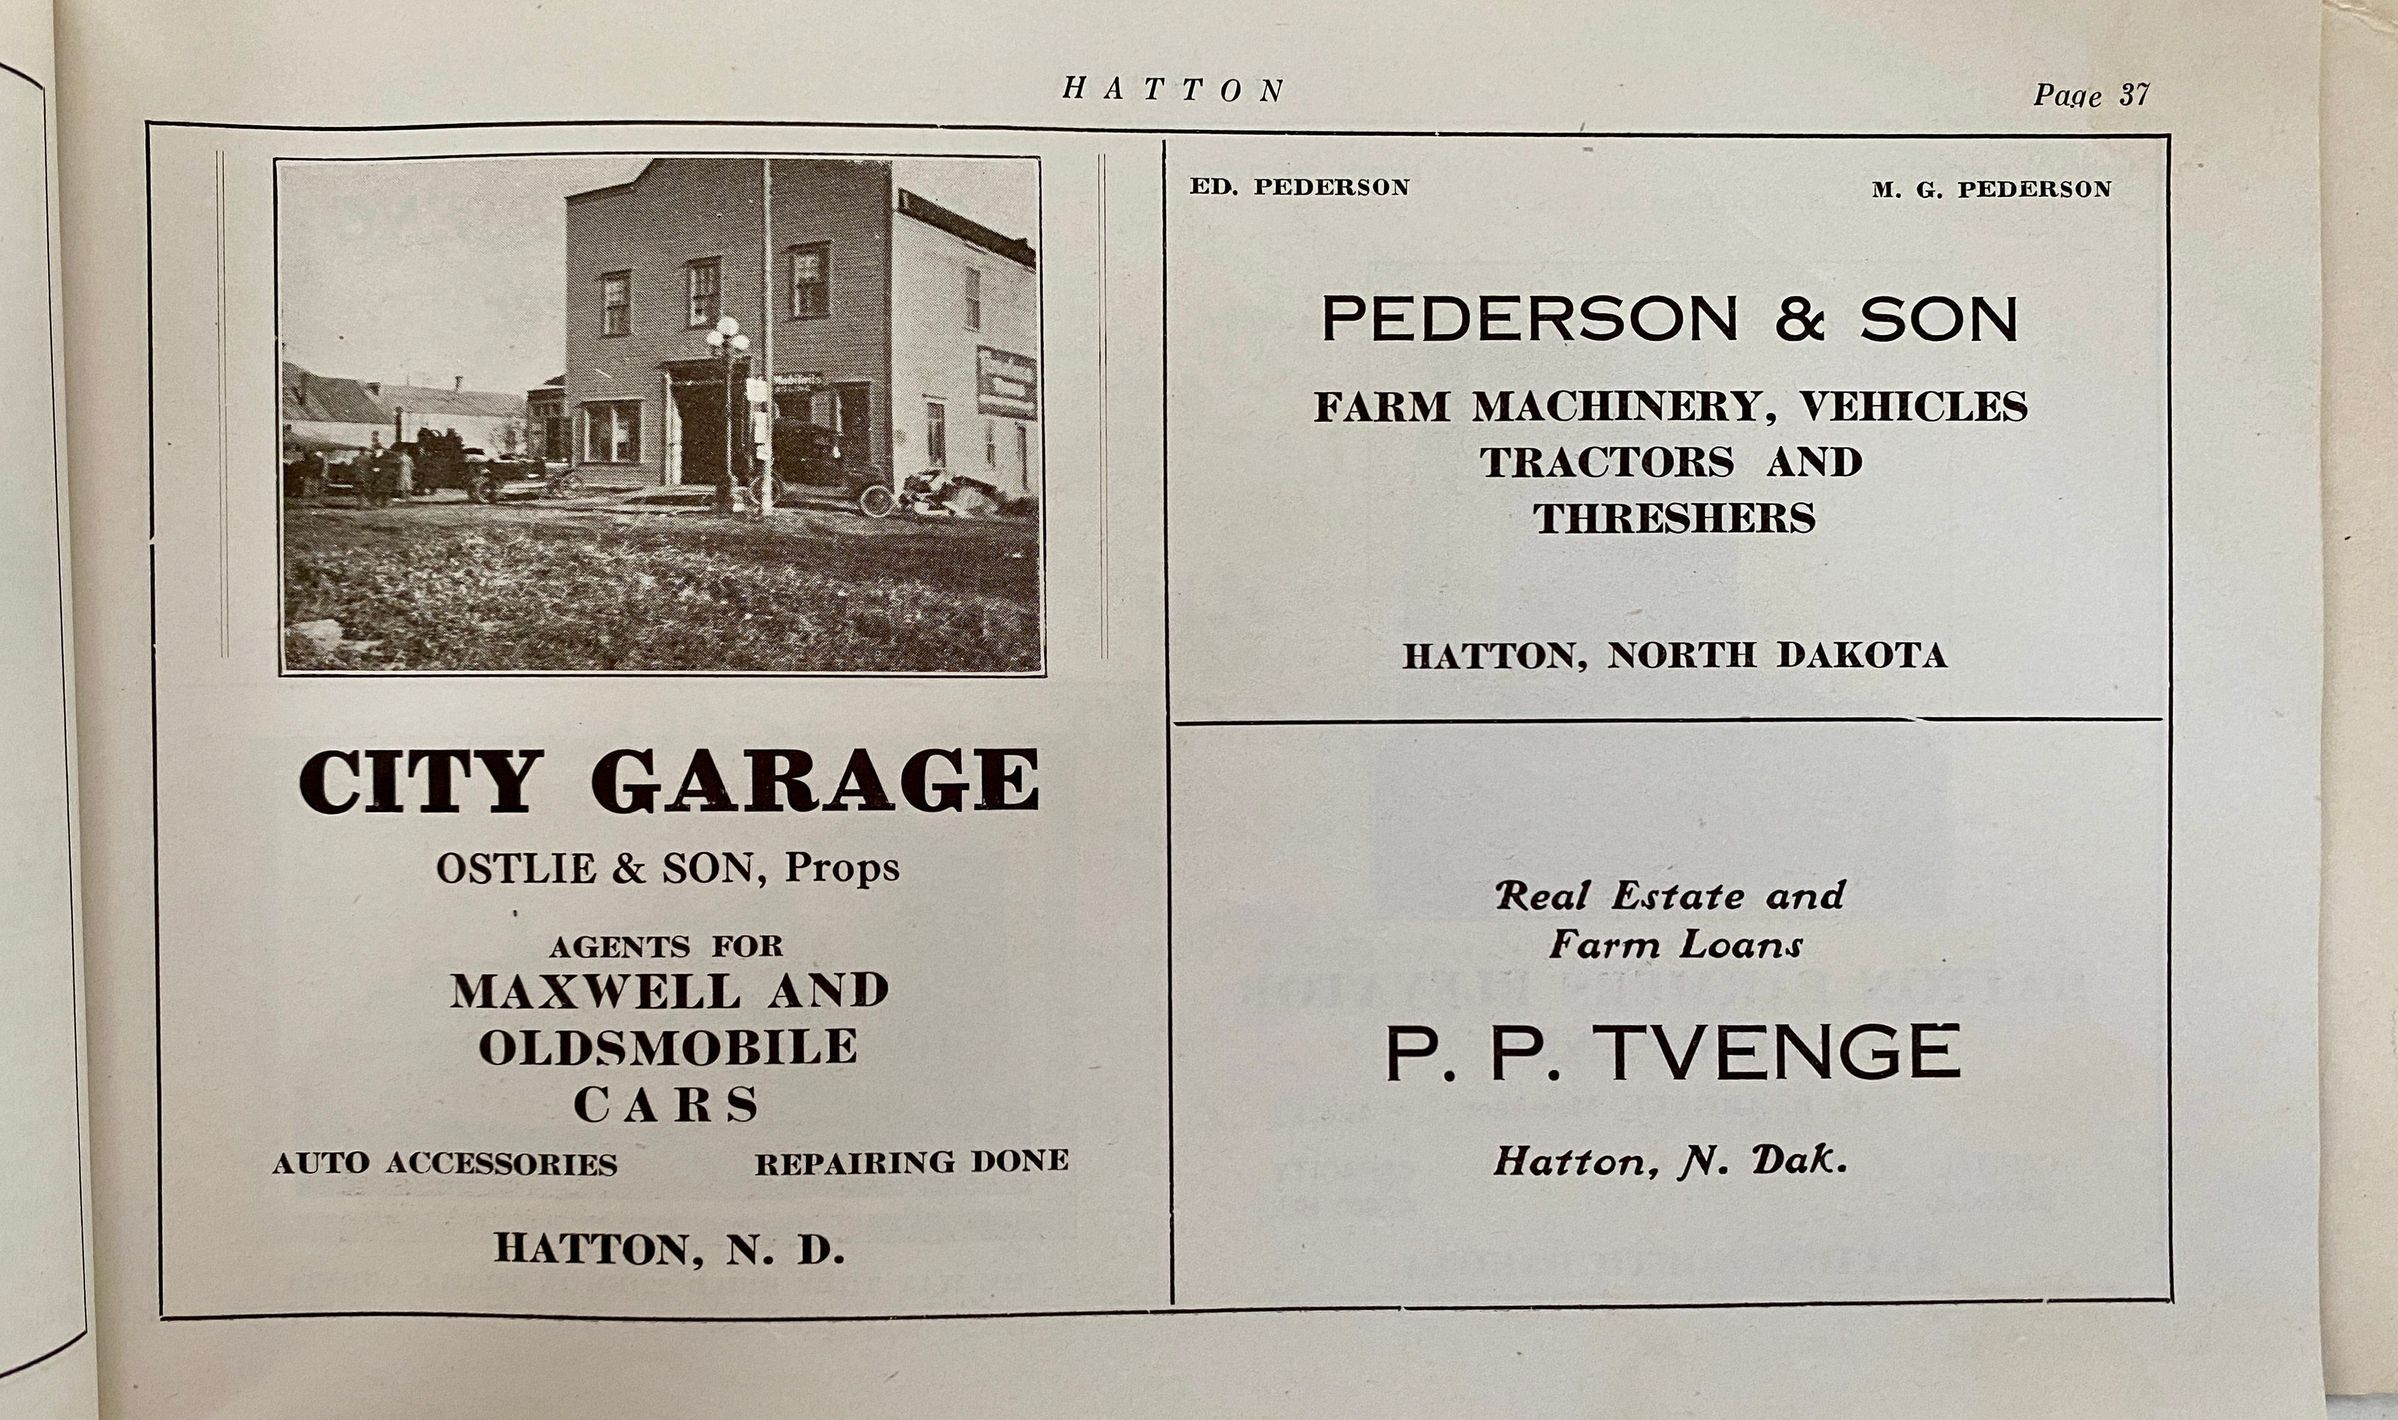 HATTON
Page 37
CITY GARAGE
OSTLIE & SON, Props
AGENTS FOR
MAXWELL AND
OLDSMOBILE
CARS
AUTO ACCESSORIES REPAIRING DONE
HATTON, N. D.
ED. PEDERSON M. G. PEDERSON
PEDERSON & SON
FARM MACHINERY, VEHICLES
TRACTORS AND
THRESHERS
HATTON, NORTH DAKOTA
Real Estate and
Farm Loans
P. P. TVENGE
Hatton, N. Dak.